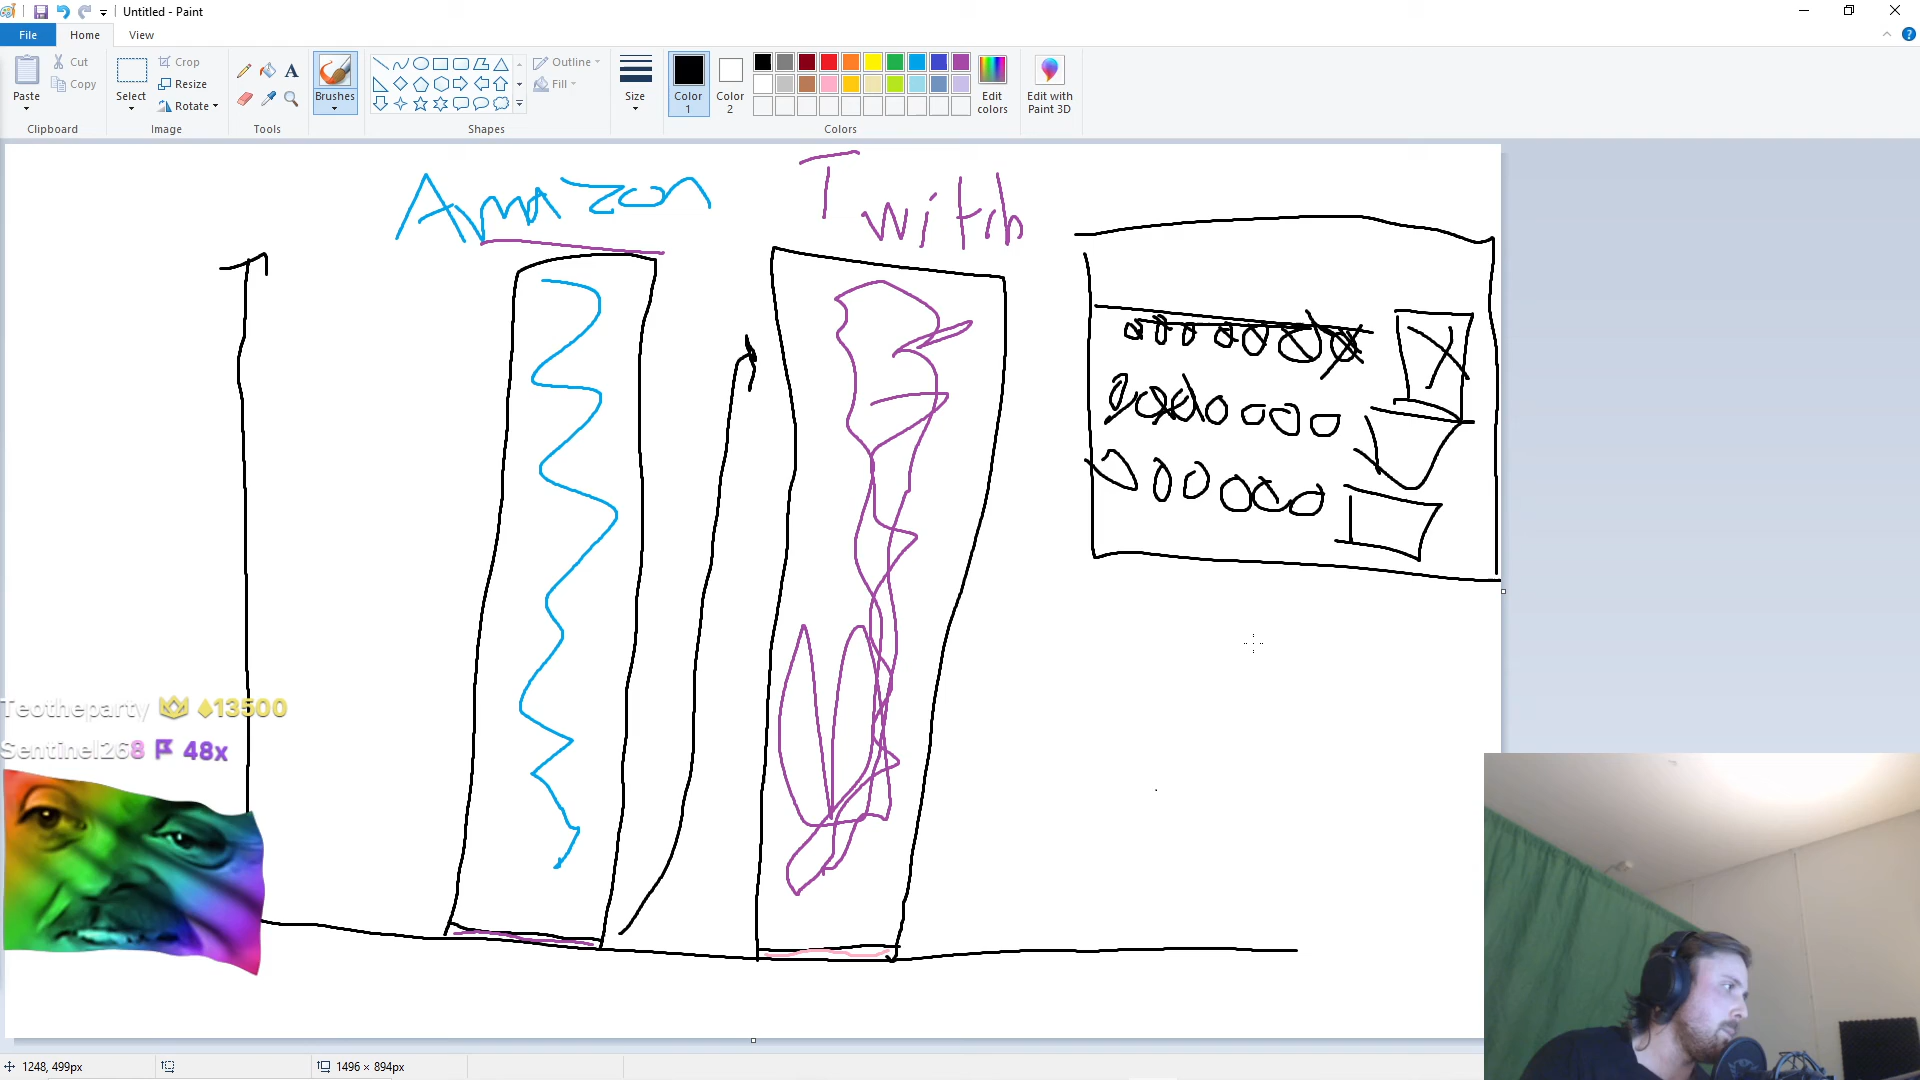 Untitled - Paint
File Home View
Paste
Cut
Copy
Clipboard
Select
Crop
Resize
Rotate
Image
Tools
Brushes
Shapes
Outline
Fill
Size
Color 1
Color 2
Colors
Edit colors
Edit with Paint 3D
Amazon
Twitch
Teotheparty 13500
Sentinel268 48x
1248, 499px
1496 × 894px